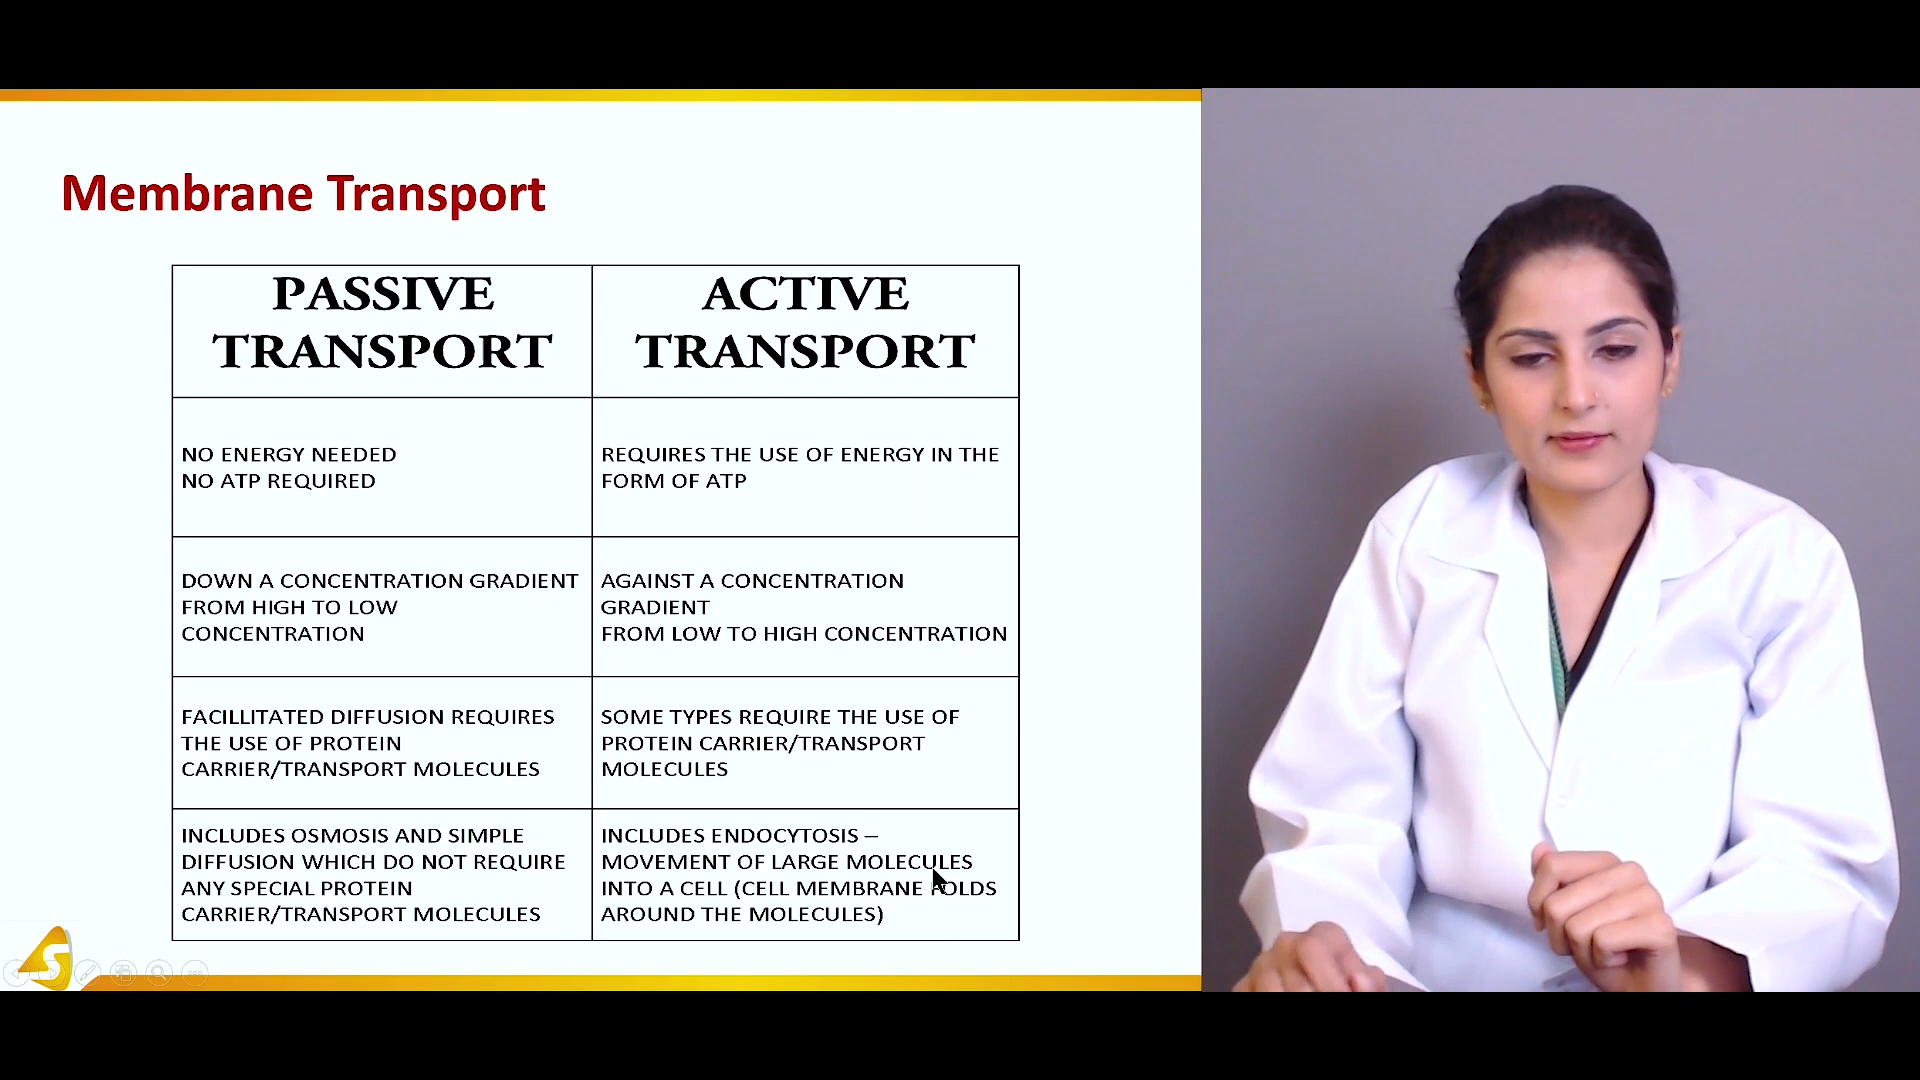 Membrane Transport
PASSIVE
TRANSPORT
ACTIVE
TRANSPORT
NO ENERGY NEEDED
NO ATP REQUIRED
REQUIRES THE USE OF ENERGY IN THE
FORM OF ATP
DOWN A CONCENTRATION GRADIENT
FROM HIGH TO LOW
CONCENTRATION
AGAINST A CONCENTRATION
GRADIENT
FROM LOW TO HIGH CONCENTRATION
FACILLITATED DIFFUSION REQUIRES
THE USE OF PROTEIN
CARRIER/TRANSPORT MOLECULES
SOME TYPES REQUIRE THE USE OF
PROTEIN CARRIER/TRANSPORT
MOLECULES
INCLUDES OSMOSIS AND SIMPLE
DIFFUSION WHICH DO NOT REQUIRE
ANY SPECIAL PROTEIN
CARRIER/TRANSPORT MOLECULES
INCLUDES ENDOCYTOSIS –
MOVEMENT OF LARGE MOLECULES
INTO A CELL (CELL MEMBRANE FOLDS
AROUND THE MOLECULES)
S